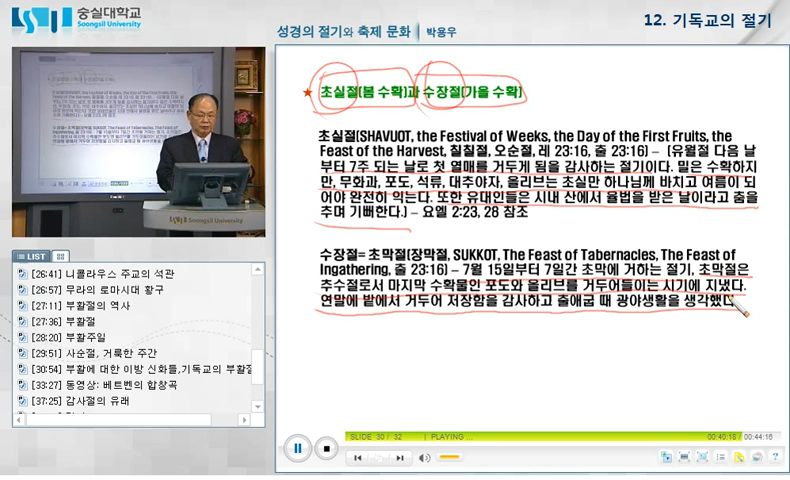 숭실대학교
Soongsil University
성경의 절기와 축제 문화 박용우
12. 기독교의 절기
★ 초실절(봄 수확)과 수장절(가을 수확)
초실절(SHAVUOT, the Festival of Weeks, the Day of the First Fruits, the
Feast of the Harvest, 칠칠절, 오순절, 레 23:16, 출 23:16) – (유월절 다음 날
부터 7주 되는 날로 첫 열매를 거두게 됨을 감사하는 절기이다. 밀은 수확하지
만, 무화과, 포도, 석류, 대추야자, 올리브는 초실만 하나님께 바치고 여름이 되
어야 완전히 익는다. 또한 유대인들은 시내 산에서 율법을 받은 날이라고 춤을
추며 기뻐한다.) – 요엘 2:23, 28 참조
수장절= 초막절(장막절, SUKKOT, The Feast of Tabernacles, The Feast of
Ingathering, 출 23:16) – 7월 15일부터 7일간 초막에 거하는 절기, 초막절은
추수절로서 마지막 수확물인 포도와 올리브를 거두어들이는 시기에 지냈다.
연말에 밭에서 거두어 저장함을 감사하고 출애굽 때 광야생활을 생각했다
숭실대학교
Soongsil University
LIST
[26:41] 니콜라우스 주교의 석관
[26:57] 무라의 로마시대 항구
[27:11] 부활절의 역사
[27:36] 부활절
[28:20] 부활주일
[29:51] 사순절, 거룩한 주간
[30:54] 부활에 대한 이방 신화들,기독교의 부활절
[33:27] 동영상: 베트벤의 합창곡
[37:25] 감사절의 유래
SLIDE 30 / 32 | PLAYING ... 00:40:18 / 00:44:16